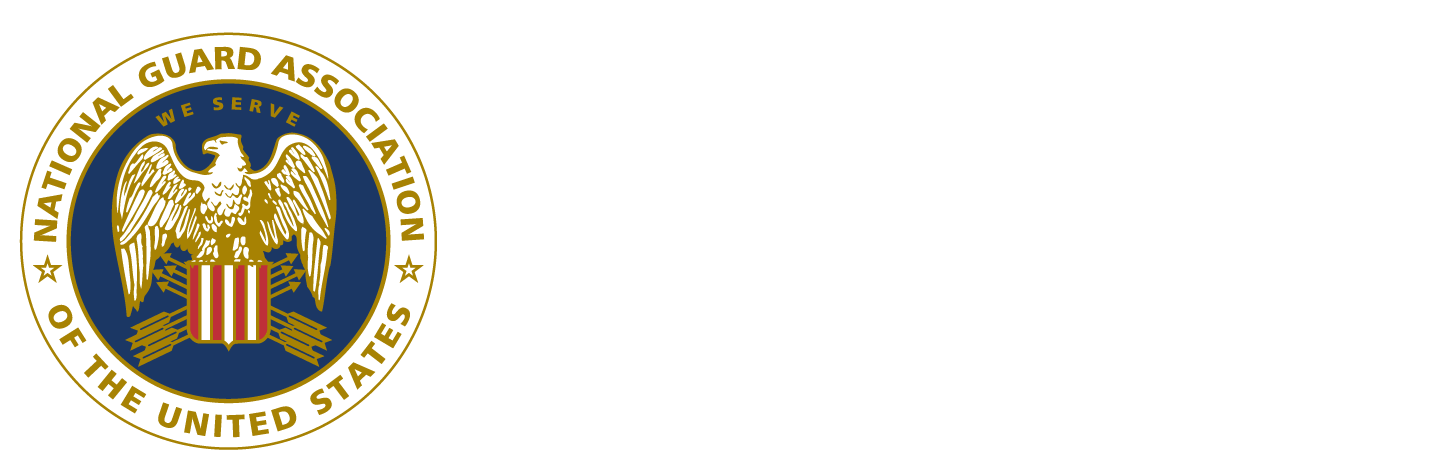 NATIONAL GUARD ASSOCIATION
WE SERVE
OF THE UNITED STATES